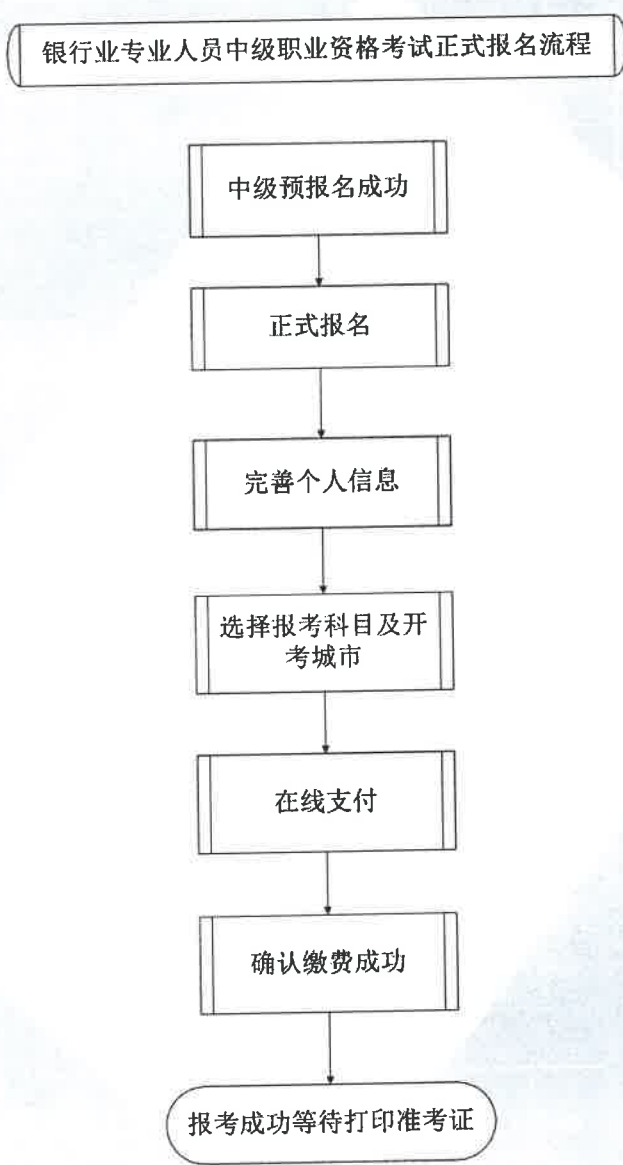 银行业专业人员中级职业资格考试正式报名流程
中级预报名成功
正式报名
完善个人信息
选择报考科目及开
考城市
在线支付
确认缴费成功
报考成功等待打印准考证